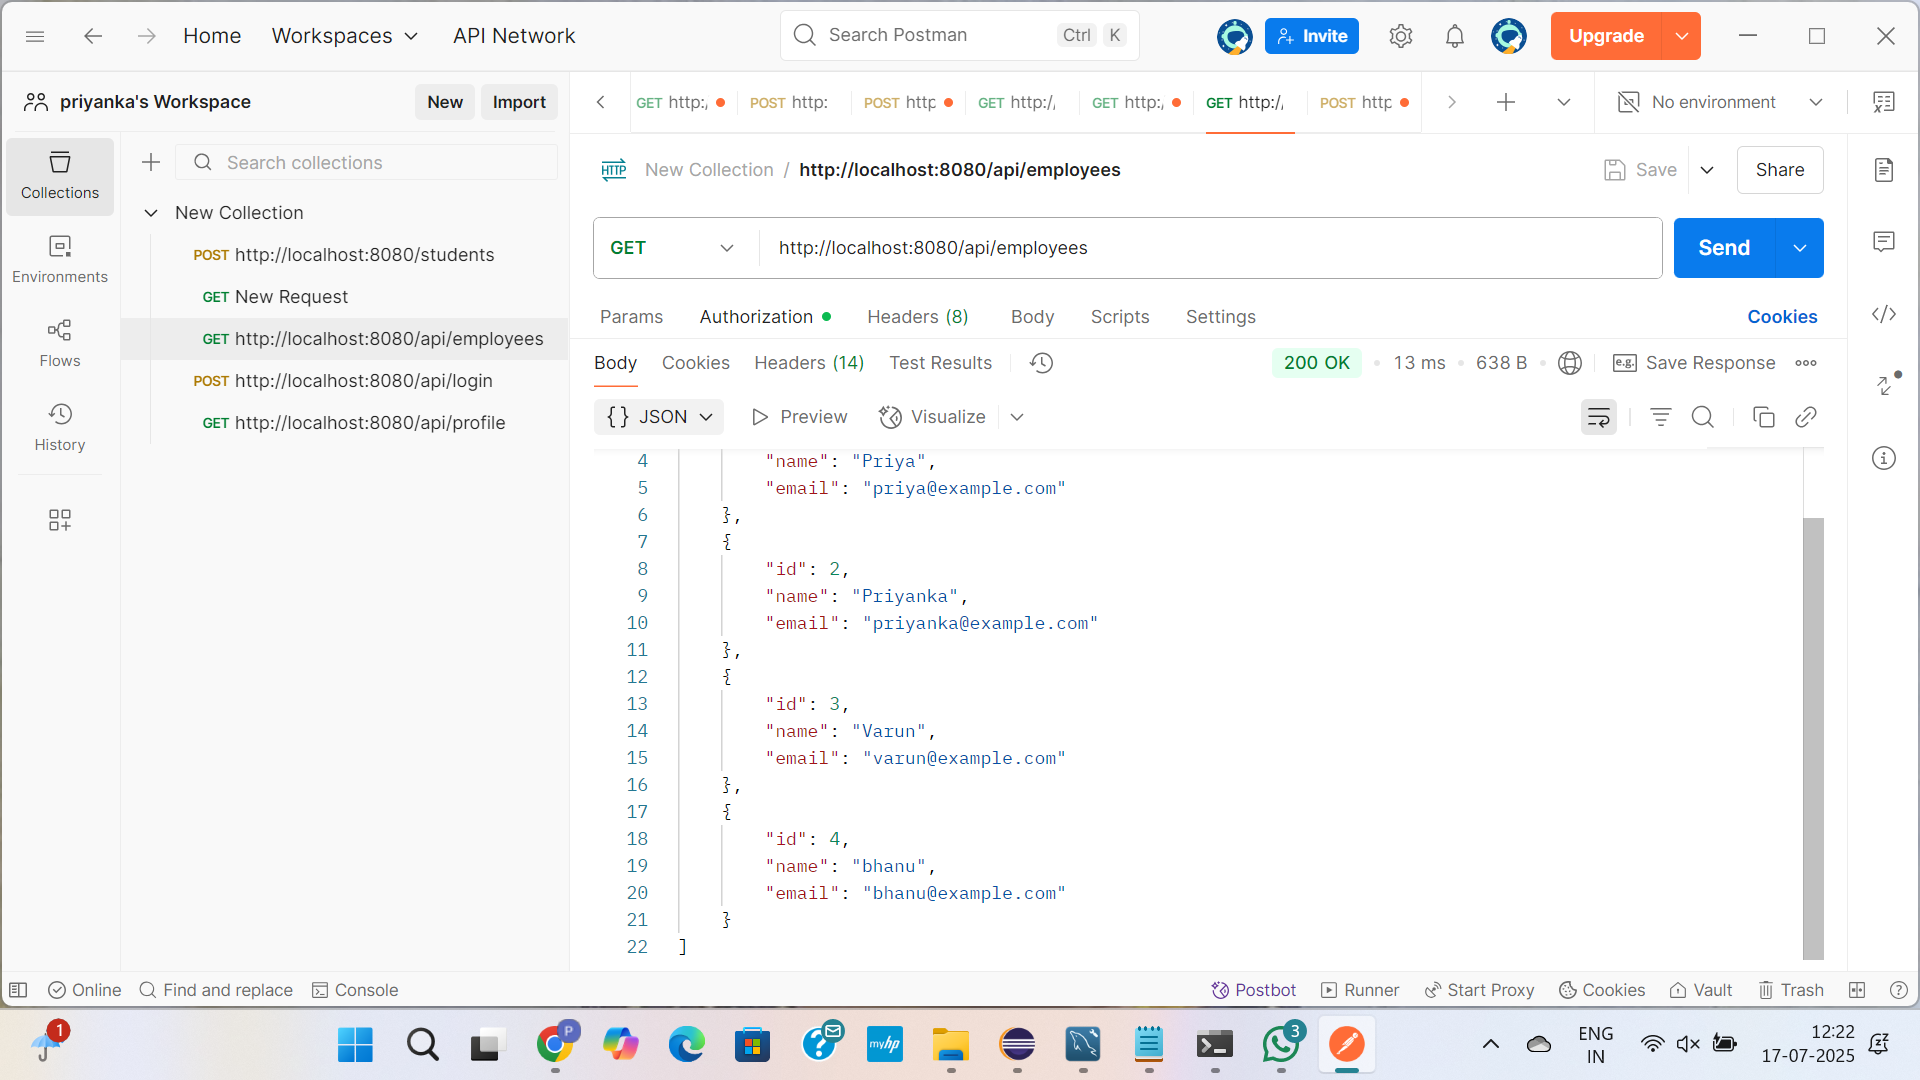 Home
Workspaces
API Network
Search Postman
Ctrl K
Invite
Upgrade
priyanka's Workspace
New
Import
GET http:/
POST http:
POST http
GET http:/
GET http:/
GET http:/
POST http
No environment
Collections
Environments
Flows
History
Search collections
New Collection
POST http://localhost:8080/students
GET New Request
GET http://localhost:8080/api/employees
POST http://localhost:8080/api/login
GET http://localhost:8080/api/profile
HTTP New Collection / http://localhost:8080/api/employees
Save
Share
GET
http://localhost:8080/api/employees
Send
Params Authorization Headers (8) Body Scripts Settings
Cookies
Body Cookies Headers (14) Test Results
200 OK • 13 ms • 638 B •
e.g. Save Response
{} JSON
Preview
Visualize
4 "name": "Priya",
5 "email": "priya@example.com"
6 },
7 {
8 "id": 2,
9 "name": "Priyanka",
10 "email": "priyanka@example.com"
11 },
12 {
13 "id": 3,
14 "name": "Varun",
15 "email": "varun@example.com"
16 },
17 {
18 "id": 4,
19 "name": "bhanu",
20 "email": "bhanu@example.com"
21 }
22 ]
Online
Find and replace
Console
Postbot
Runner
Start Proxy
Cookies
Vault
Trash
1
P
myhp
3
ENG
IN
12:22
17-07-2025